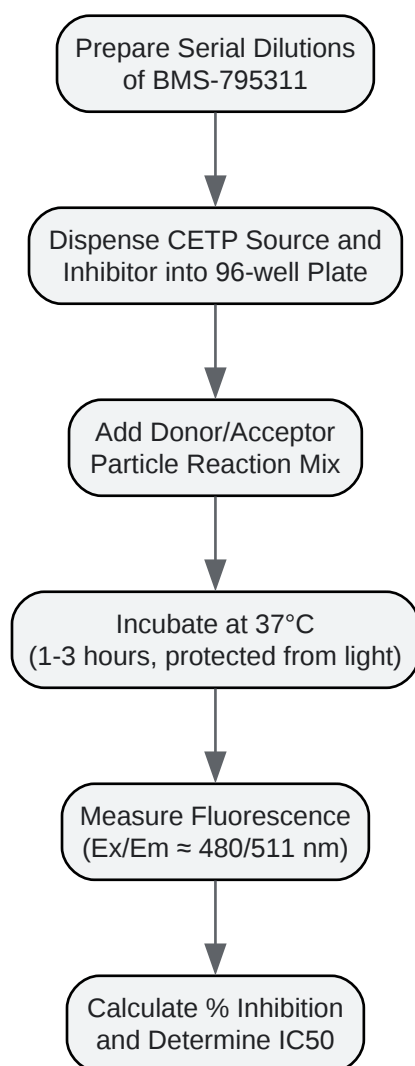 Prepare Serial Dilutions
of BMS-795311
Dispense CETP Source and
Inhibitor into 96-well Plate
Add Donor/Acceptor
Particle Reaction Mix
Incubate at 37°C
(1-3 hours, protected from light)
Measure Fluorescence
(Ex/Em ≈ 480/511 nm)
Calculate % Inhibition
and Determine IC50